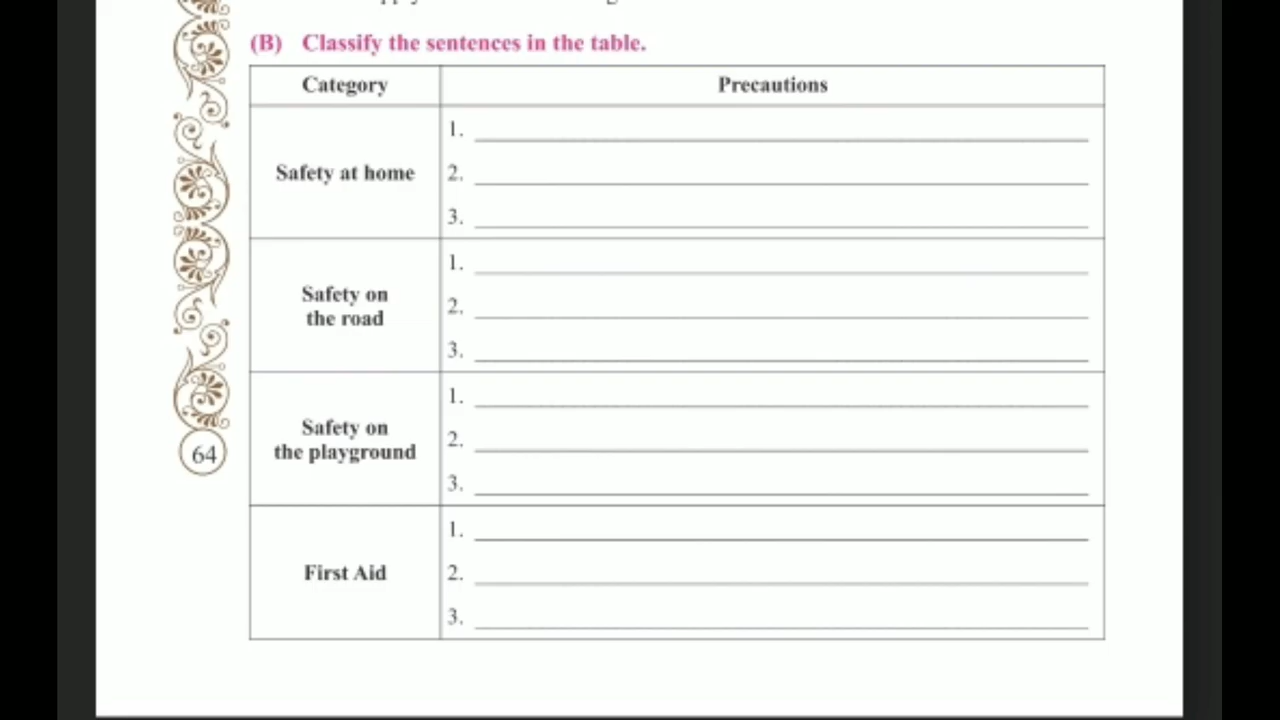 (B) Classify the sentences in the table.
Category Precautions
Safety at home
1.
2.
3.
Safety on
the road
1.
2.
3.
Safety on
the playground
1.
2.
3.
64
First Aid
1.
2.
3.